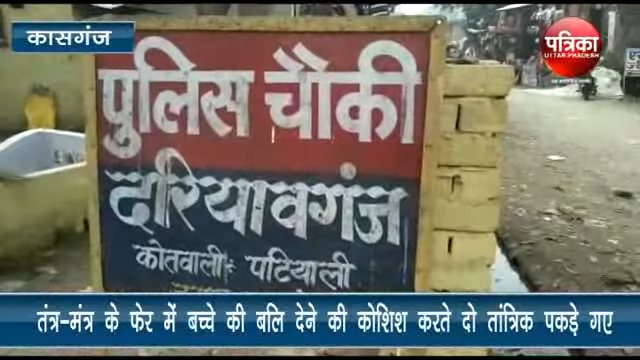 कासगंज
पत्रिका
UTTAR PRADESH
पुलिस चौकी
दरियावगंज
कोतवाली - पटियाली
तंत्र-मंत्र के फेर में बच्चे की बलि देने की कोशिश करते दो तांत्रिक पकड़े गए